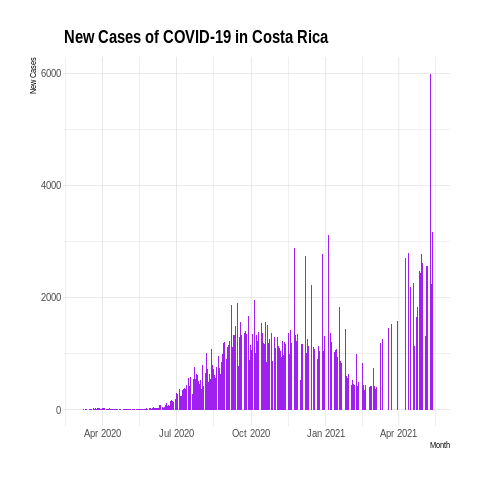 New Cases of COVID-19 in Costa Rica
New Cases
6000
4000
2000
0
Apr 2020 Jul 2020 Oct 2020 Jan 2021 Apr 2021
Month